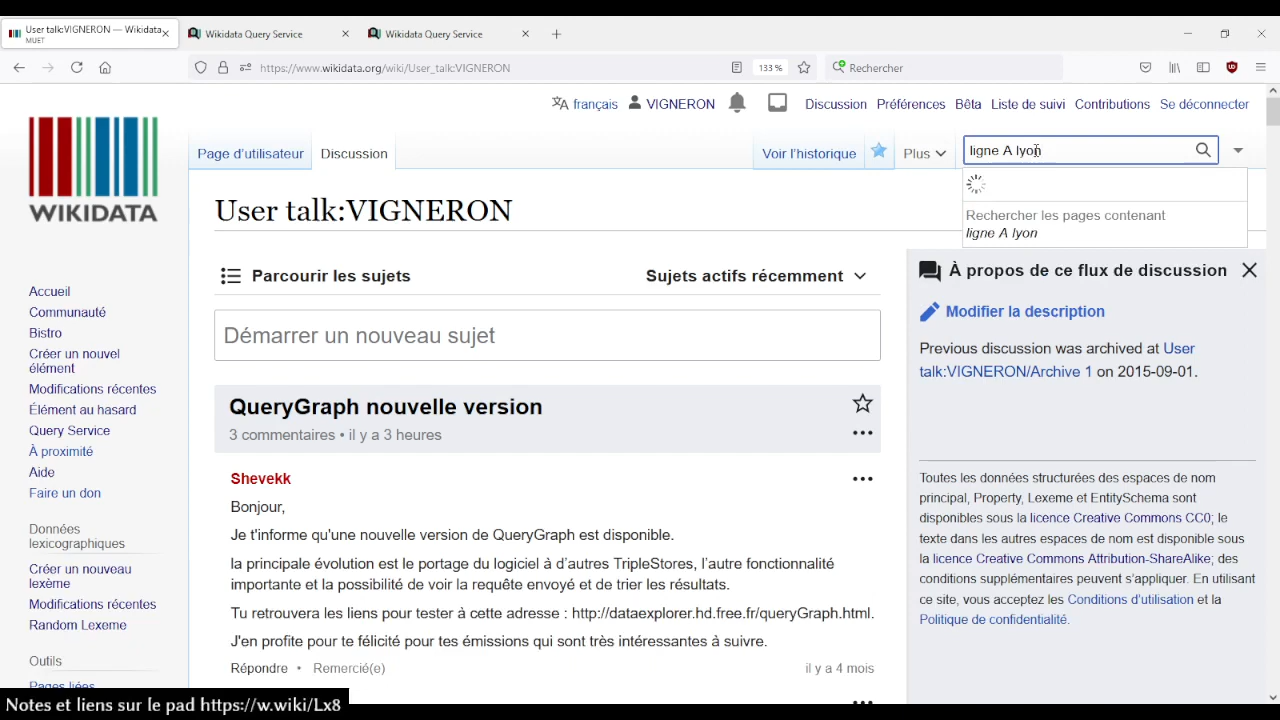 User talk:VIGNERON — Wikidata
MUET
Wikidata Query Service
Wikidata Query Service
https://www.wikidata.org/wiki/User_talk:VIGNERON
133 %
Rechercher
français
VIGNERON
Discussion
Préférences
Bêta
Liste de suivi
Contributions
Se déconnecter
WIKIDATA
Page d'utilisateur
Discussion
Voir l'historique
Plus
ligne A lyon
Rechercher les pages contenant
ligne A lyon
User talk:VIGNERON
Parcourir les sujets
Sujets actifs récemment
Démarrer un nouveau sujet
QueryGraph nouvelle version
3 commentaires • il y a 3 heures
Shevekk
Bonjour,
Je t'informe qu'une nouvelle version de QueryGraph est disponible.
la principale évolution est le portage du logiciel à d'autres TripleStores, l'autre fonctionnalité
importante et la possibilité de voir la requête envoyé et de trier les résultats.
Tu retrouvera les liens pour tester à cette adresse : http://dataexplorer.hd.free.fr/queryGraph.html.
J'en profite pour te félicité pour tes émissions qui sont très intéressantes à suivre.
Répondre • Remercié(e)
il y a 4 mois
À propos de ce flux de discussion
Modifier la description
Previous discussion was archived at User
talk:VIGNERON/Archive 1 on 2015-09-01.
Toutes les données structurées des espaces de nom
principal, Property, Lexeme et EntitySchema sont
disponibles sous la licence Creative Commons CC0; le
texte dans les autres espaces de nom est disponible sous
la licence Creative Commons Attribution-ShareAlike; des
conditions supplémentaires peuvent s'appliquer. En utilisant
ce site, vous acceptez les Conditions d'utilisation et la
Politique de confidentialité.
Accueil
Communauté
Bistro
Créer un nouvel
élément
Modifications récentes
Élément au hasard
Query Service
À proximité
Aide
Faire un don
Données
lexicographiques
Créer un nouveau
lexème
Modifications récentes
Random Lexeme
Outils
Pages liées
Notes et liens sur le pad https://w.wiki/Lx8